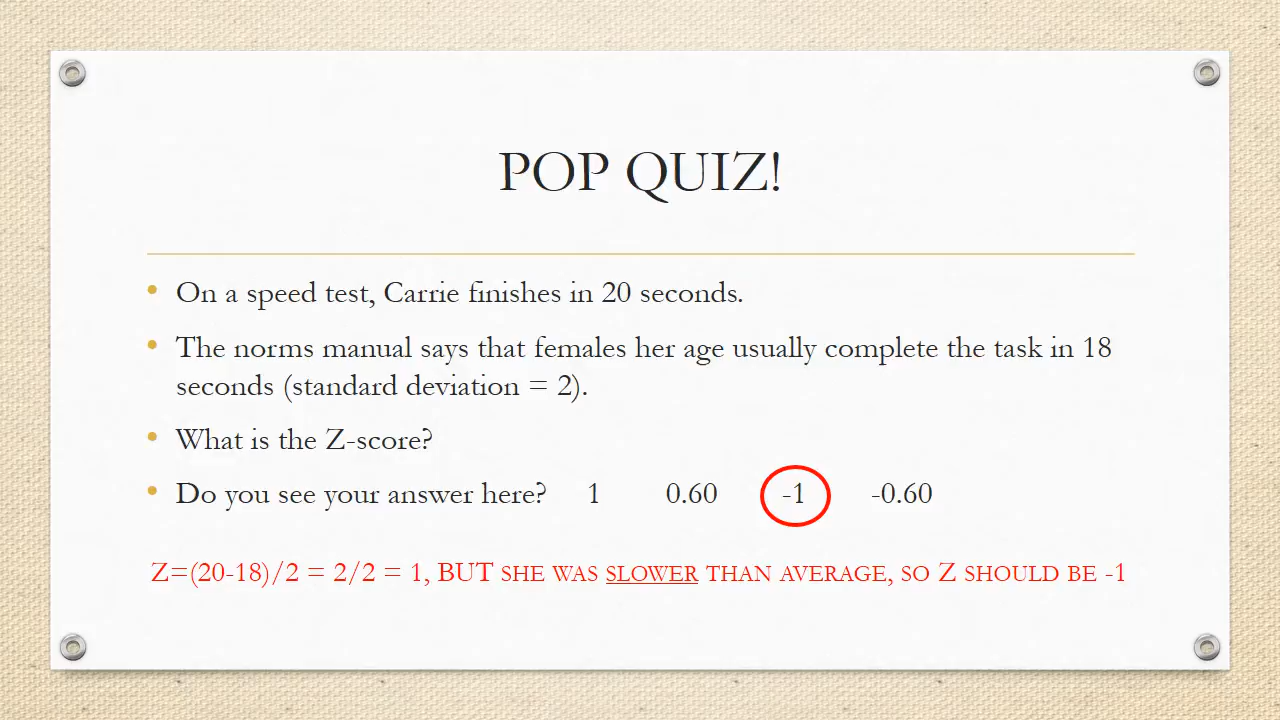 POP QUIZ!
• On a speed test, Carrie finishes in 20 seconds.
• The norms manual says that females her age usually complete the task in 18
seconds (standard deviation = 2).
• What is the Z-score?
• Do you see your answer here? 1 0.60 -1 -0.60
Z=(20-18)/2 = 2/2 = 1, BUT SHE WAS SLOWER THAN AVERAGE, SO Z SHOULD BE -1